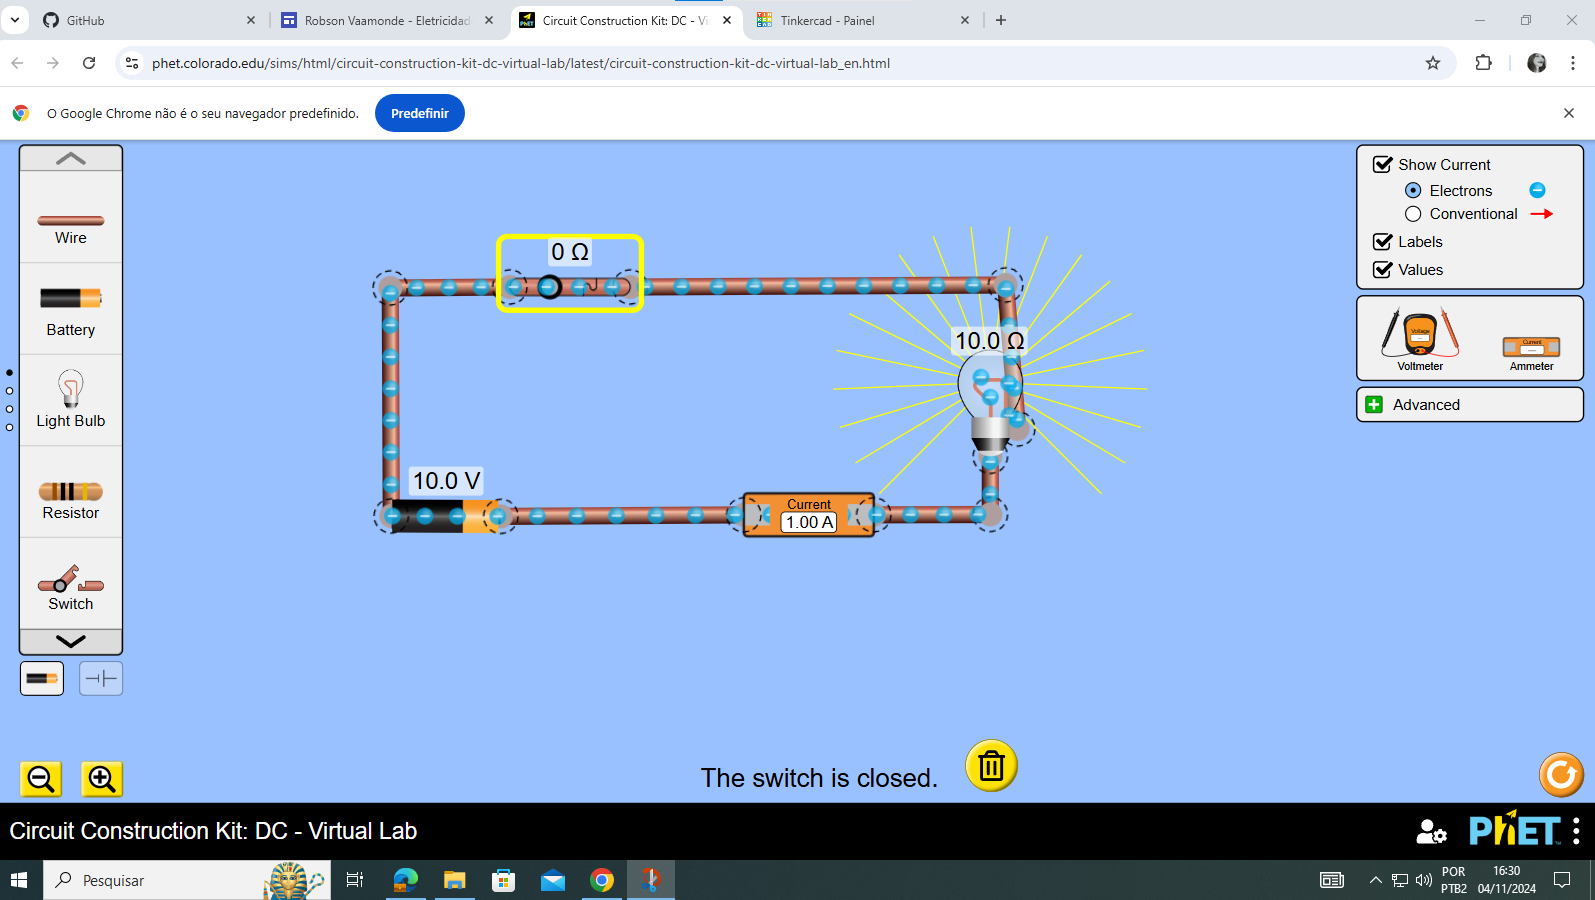 GitHub
Robson Vaamonde - Eletricidad
Circuit Construction Kit: DC - Vi
Tinkercad - Painel
phet.colorado.edu/sims/html/circuit-construction-kit-dc-virtual-lab/latest/circuit-construction-kit-dc-virtual-lab_en.html
O Google Chrome não é o seu navegador predefinido.
Predefinir
Wire
Battery
Light Bulb
Resistor
Switch
0 Ω
10.0 Ω
10.0 V
Current
1.00 A
Show Current
Electrons
Conventional
Labels
Values
Voltage
Voltmeter
Current
Ammeter
Advanced
The switch is closed.
Circuit Construction Kit: DC - Virtual Lab
PhET
Pesquisar
POR
PTB2
16:30
04/11/2024